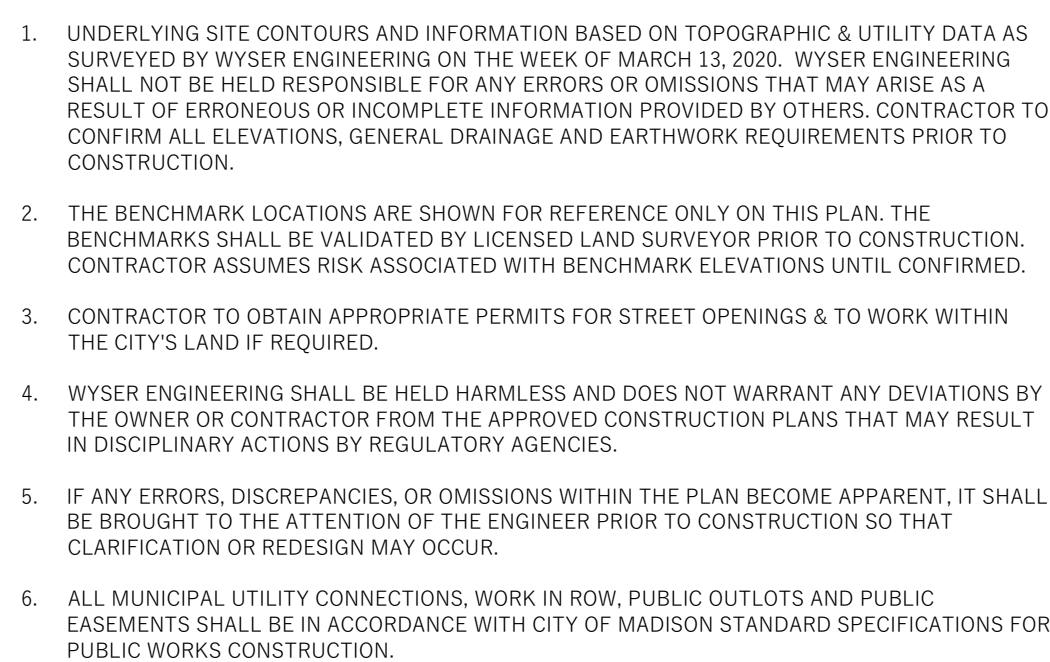 1. UNDERLYING SITE CONTOURS AND INFORMATION BASED ON TOPOGRAPHIC & UTILITY DATA AS
SURVEYED BY WYSER ENGINEERING ON THE WEEK OF MARCH 13, 2020. WYSER ENGINEERING
SHALL NOT BE HELD RESPONSIBLE FOR ANY ERRORS OR OMISSIONS THAT MAY ARISE AS A
RESULT OF ERRONEOUS OR INCOMPLETE INFORMATION PROVIDED BY OTHERS. CONTRACTOR TO
CONFIRM ALL ELEVATIONS, GENERAL DRAINAGE AND EARTHWORK REQUIREMENTS PRIOR TO
CONSTRUCTION.
2. THE BENCHMARK LOCATIONS ARE SHOWN FOR REFERENCE ONLY ON THIS PLAN. THE
BENCHMARKS SHALL BE VALIDATED BY LICENSED LAND SURVEYOR PRIOR TO CONSTRUCTION.
CONTRACTOR ASSUMES RISK ASSOCIATED WITH BENCHMARK ELEVATIONS UNTIL CONFIRMED.
3. CONTRACTOR TO OBTAIN APPROPRIATE PERMITS FOR STREET OPENINGS & TO WORK WITHIN
THE CITY'S LAND IF REQUIRED.
4. WYSER ENGINEERING SHALL BE HELD HARMLESS AND DOES NOT WARRANT ANY DEVIATIONS BY
THE OWNER OR CONTRACTOR FROM THE APPROVED CONSTRUCTION PLANS THAT MAY RESULT
IN DISCIPLINARY ACTIONS BY REGULATORY AGENCIES.
5. IF ANY ERRORS, DISCREPANCIES, OR OMISSIONS WITHIN THE PLAN BECOME APPARENT, IT SHALL
BE BROUGHT TO THE ATTENTION OF THE ENGINEER PRIOR TO CONSTRUCTION SO THAT
CLARIFICATION OR REDESIGN MAY OCCUR.
6. ALL MUNICIPAL UTILITY CONNECTIONS, WORK IN ROW, PUBLIC OUTLOTS AND PUBLIC
EASEMENTS SHALL BE IN ACCORDANCE WITH CITY OF MADISON STANDARD SPECIFICATIONS FOR
PUBLIC WORKS CONSTRUCTION.